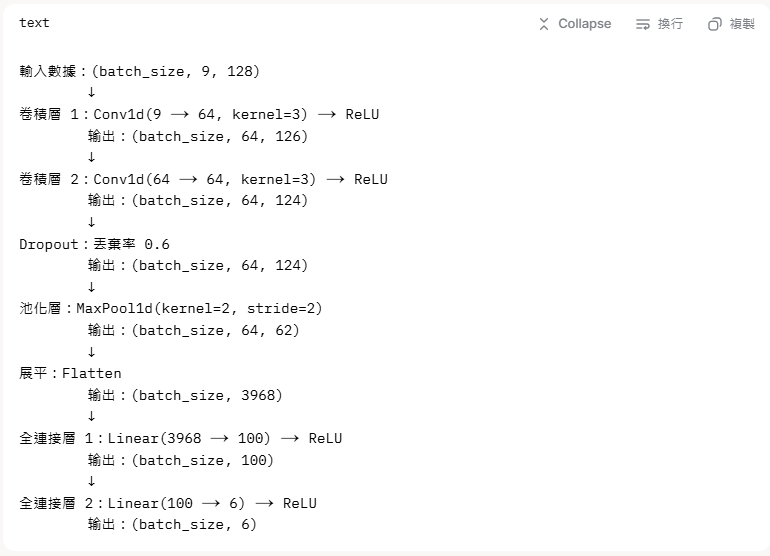 text
Collapse
換行
複製
輸入數據：(batch_size, 9, 128)
↓
卷積層 1：Conv1d(9 → 64, kernel=3) → ReLU
输出：(batch_size, 64, 126)
↓
卷積層 2：Conv1d(64 → 64, kernel=3) → ReLU
输出：(batch_size, 64, 124)
↓
Dropout：丟棄率 0.6
输出：(batch_size, 64, 124)
↓
池化層：MaxPool1d(kernel=2, stride=2)
输出：(batch_size, 64, 62)
↓
展平：Flatten
输出：(batch_size, 3968)
↓
全連接層 1：Linear(3968 → 100) → ReLU
输出：(batch_size, 100)
↓
全連接層 2：Linear(100 → 6) → ReLU
输出：(batch_size, 6)